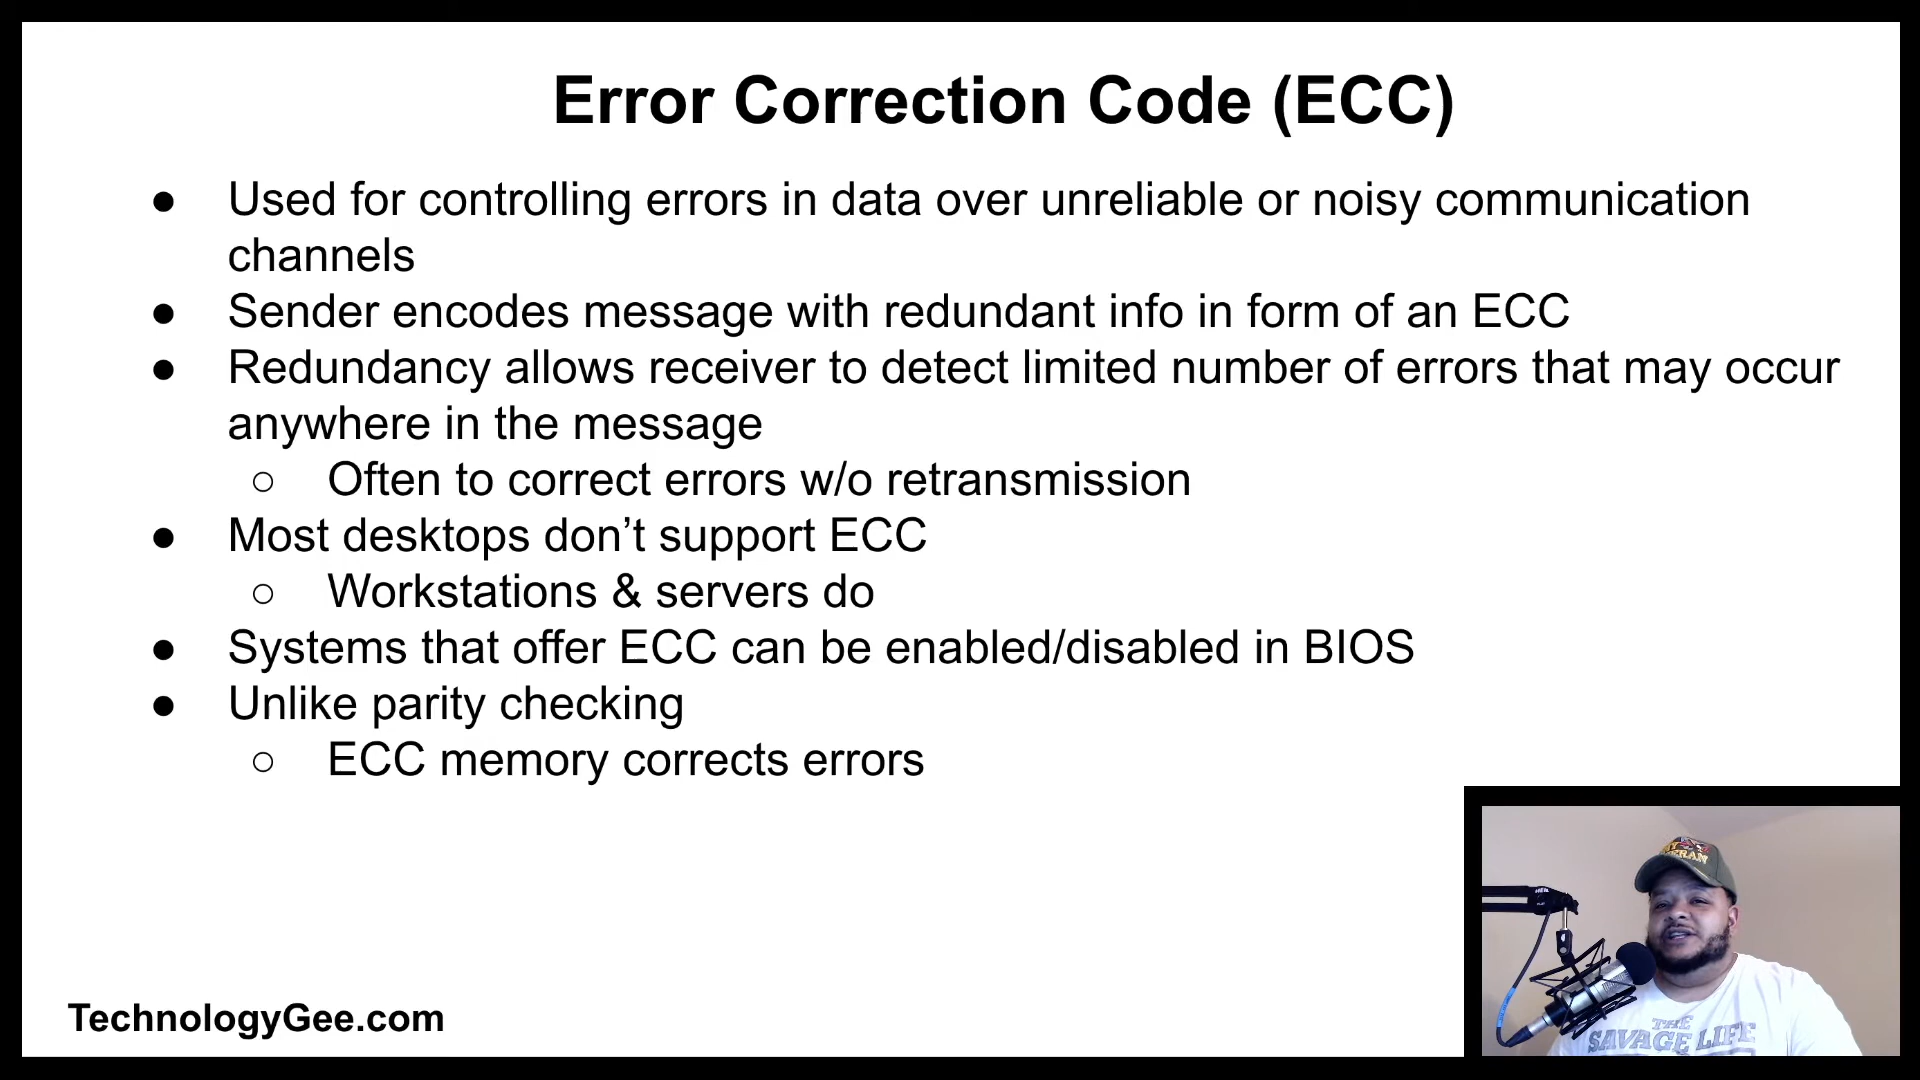 Error Correction Code (ECC)
● Used for controlling errors in data over unreliable or noisy communication
channels
● Sender encodes message with redundant info in form of an ECC
● Redundancy allows receiver to detect limited number of errors that may occur
anywhere in the message
○ Often to correct errors w/o retransmission
● Most desktops don’t support ECC
○ Workstations & servers do
● Systems that offer ECC can be enabled/disabled in BIOS
● Unlike parity checking
○ ECC memory corrects errors
TechnologyGee.com
THE
SAVAGE LIFE